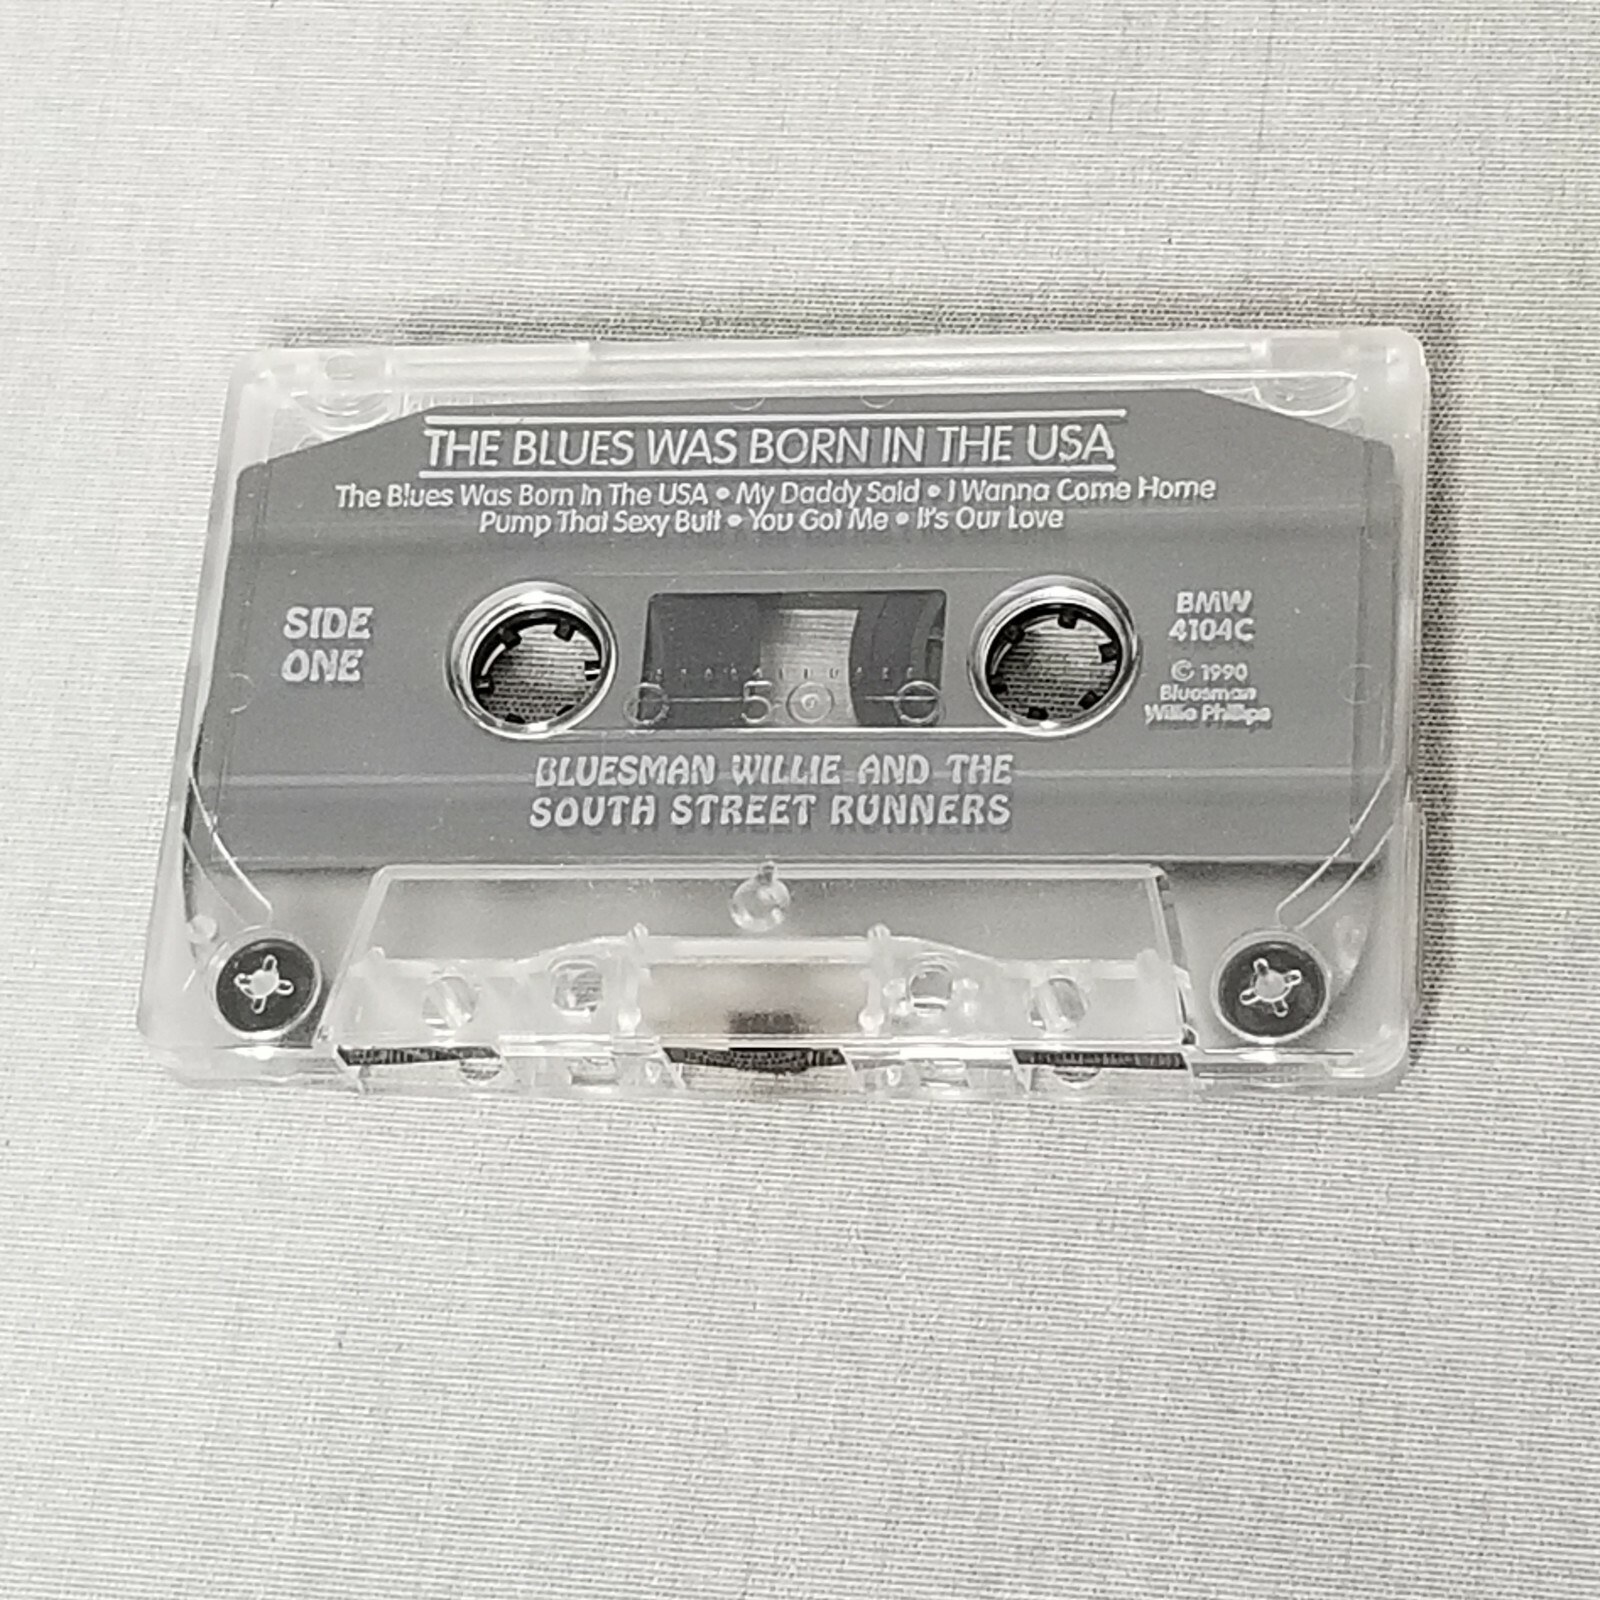 THE BLUES WAS BORN IN THE USA
The Blues Was Born In The USA • My Daddy Said • I Wanna Come Home
Pump That Sexy Butt • You Got Me • It's Our Love
SIDE
ONE
BMW
4104C
© 1990
Bluesman
Willie Phillips
BLUESMAN WILLIE AND THE
SOUTH STREET RUNNERS